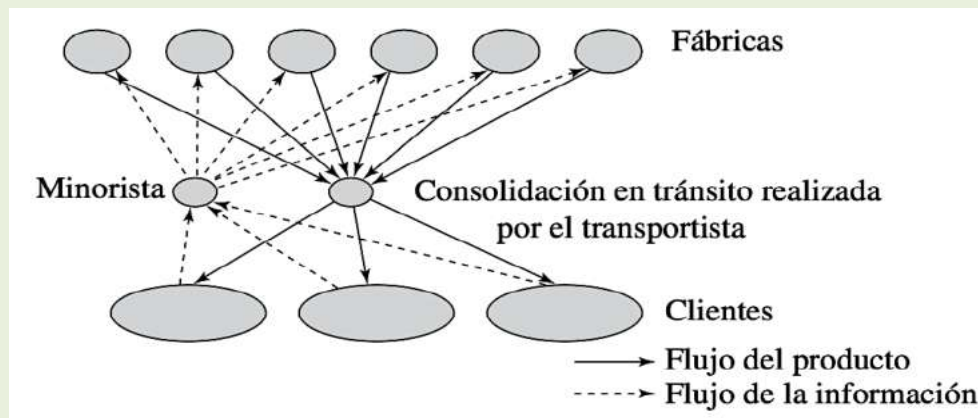 Fábricas
Minorista
Consolidación en tránsito realizada
por el transportista
Clientes
Flujo del producto
Flujo de la información